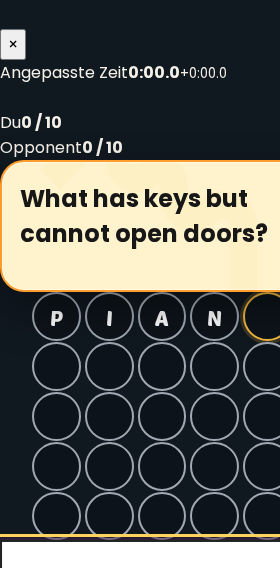 ×
Angepasste Zeit0:00.0+0:00.0
Du0 / 10
Opponent0 / 10
What has keys but
cannot open doors?
P I A N